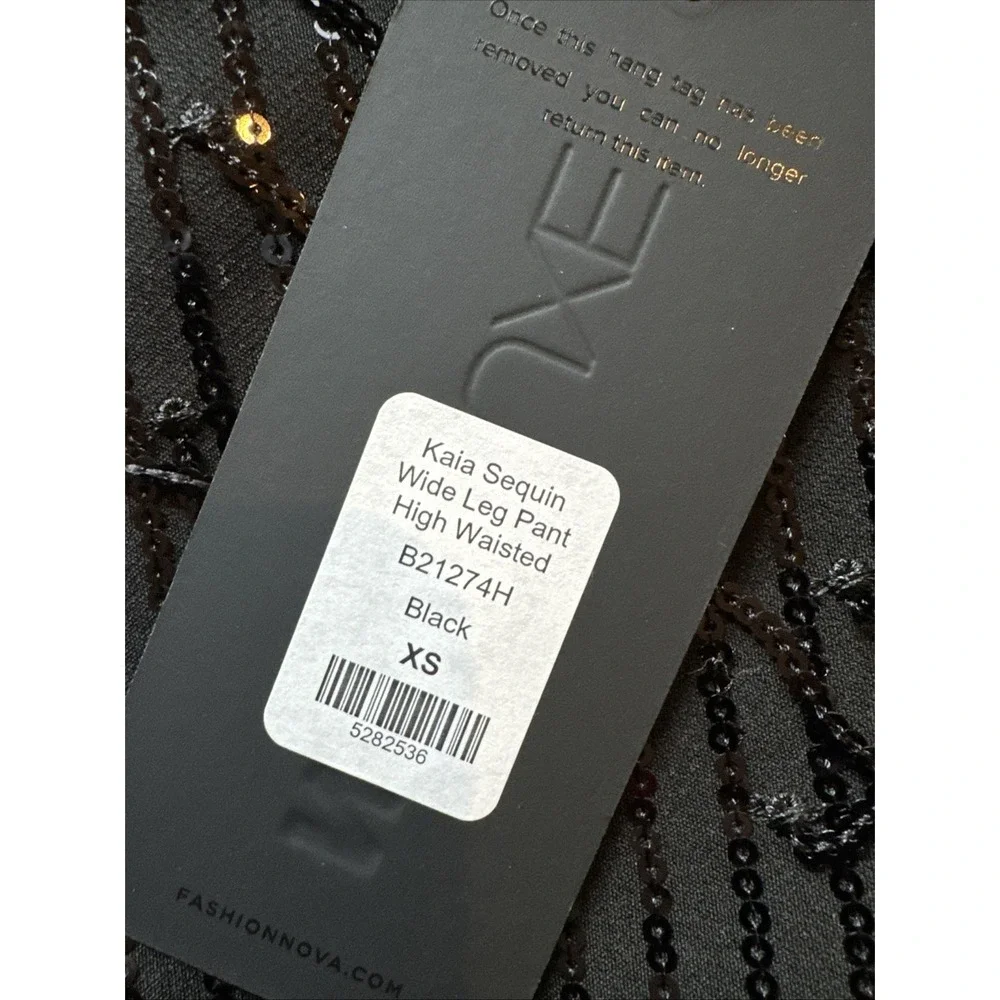 Once this hang tag has been
removed you can no longer
return this item.
Kaia Sequin
Wide Leg Pant
High Waisted
B21274H
Black
XS
5282536
FASHIONNOVA.COM